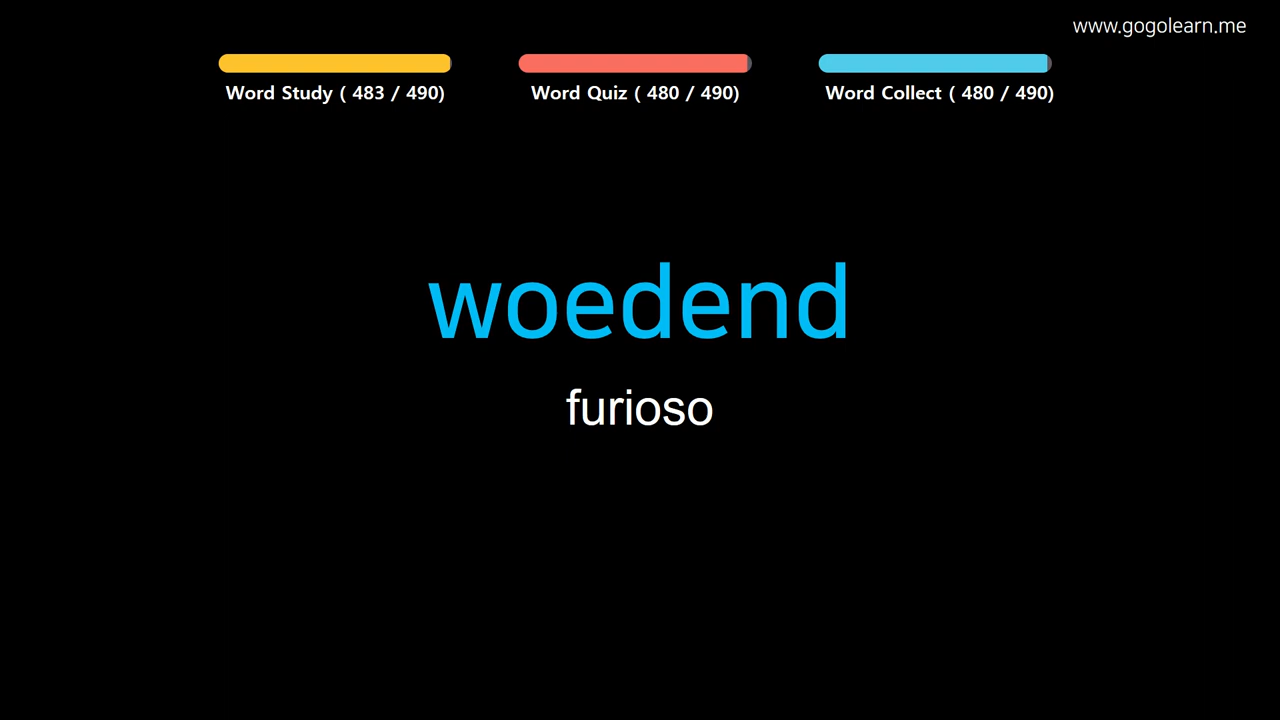 www.gogolearn.me
Word Study ( 483 / 490)
Word Quiz ( 480 / 490)
Word Collect ( 480 / 490)
woedend
furioso